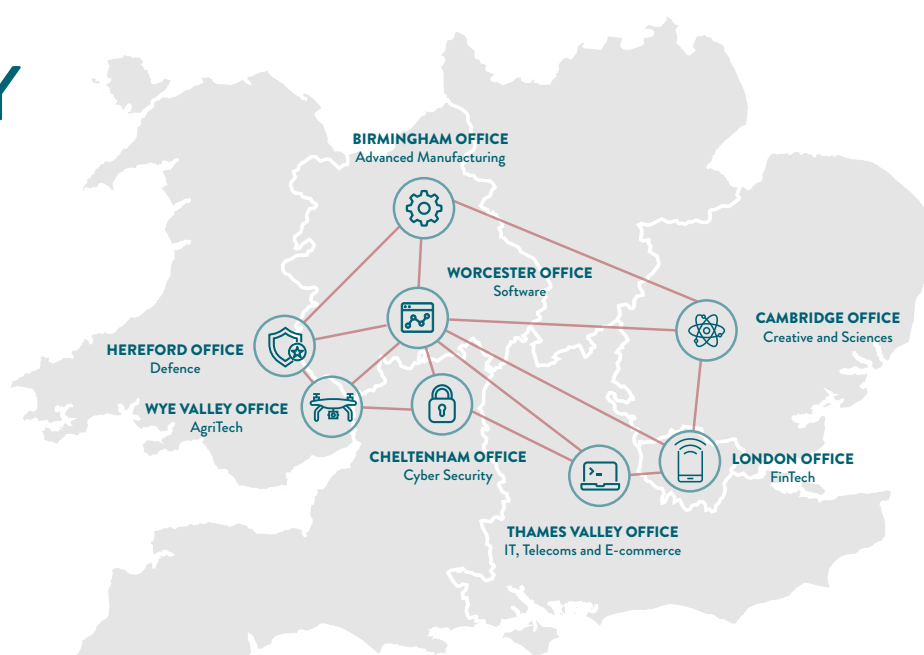 Y
BIRMINGHAM OFFICE
Advanced Manufacturing
WORCESTER OFFICE
Software
CAMBRIDGE OFFICE
Creative and Sciences
HEREFORD OFFICE
Defence
WYE VALLEY OFFICE
AgriTech
CHELTENHAM OFFICE
Cyber Security
LONDON OFFICE
FinTech
THAMES VALLEY OFFICE
IT, Telecoms and E-commerce